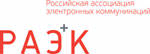 Российская ассоциация
электронных коммуникаций
РАЭК